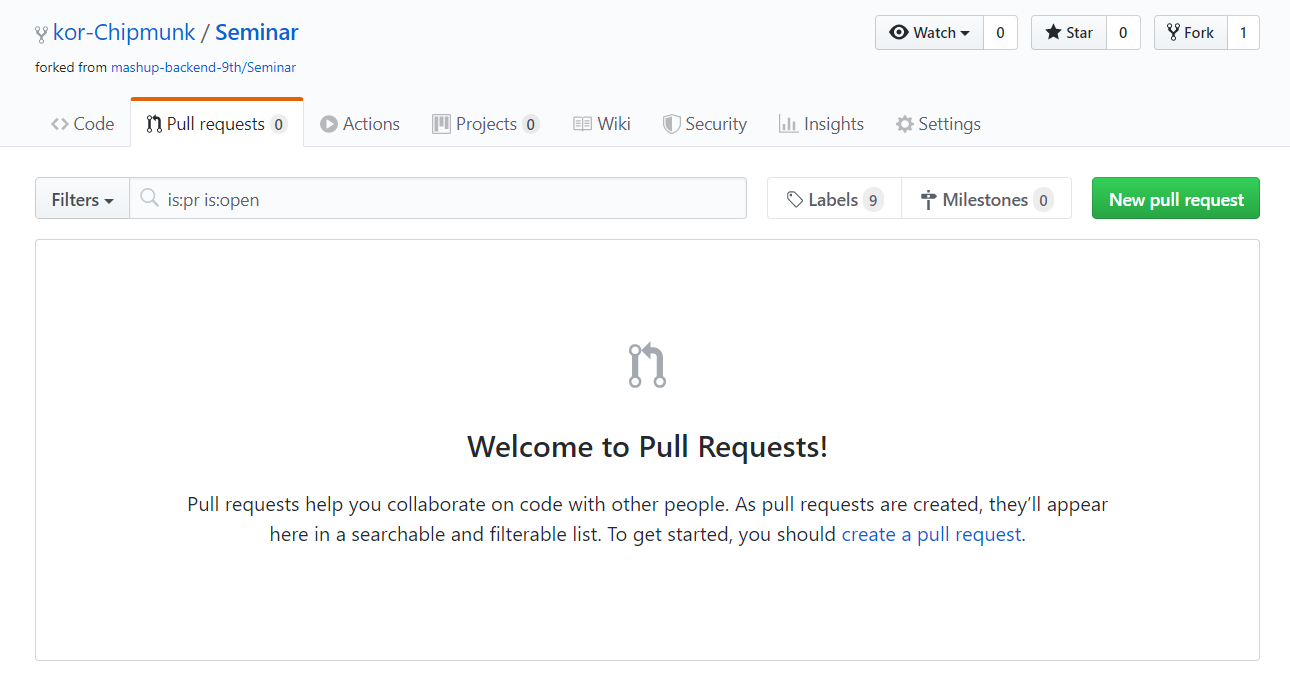 kor-Chipmunk / Seminar
Watch 0 Star 0 Fork 1
forked from mashup-backend-9th/Seminar
Code Pull requests 0 Actions Projects 0 Wiki Security Insights Settings
Filters is:pr is:open Labels 9 Milestones 0 New pull request
Welcome to Pull Requests!
Pull requests help you collaborate on code with other people. As pull requests are created, they’ll appear
here in a searchable and filterable list. To get started, you should create a pull request.